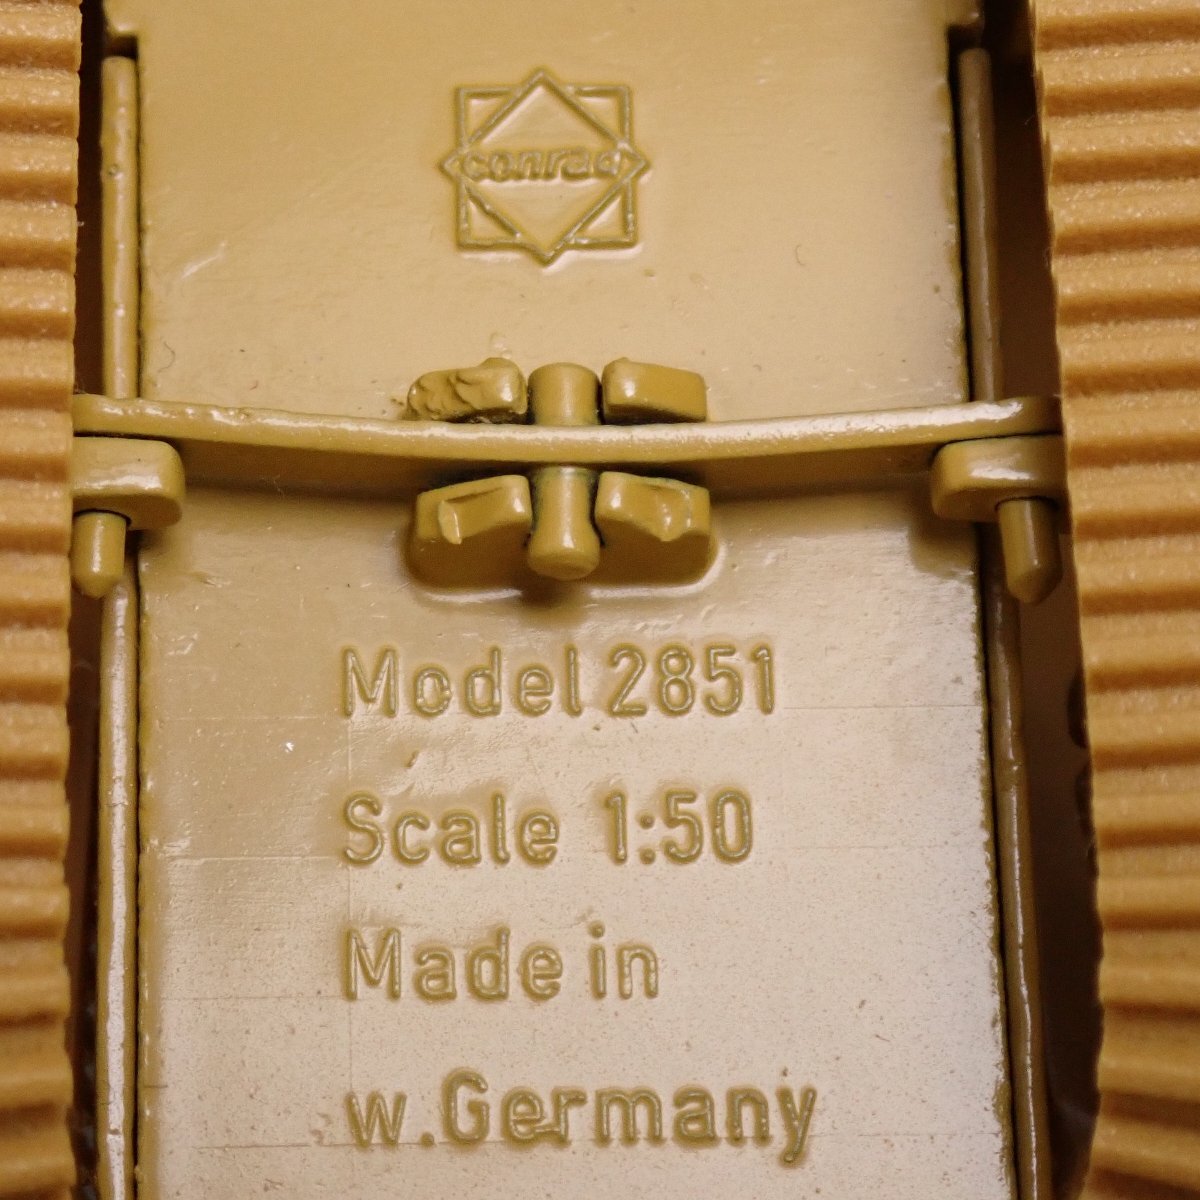 conrad
Model 2851
Scale 1:50
Made in
w.Germany